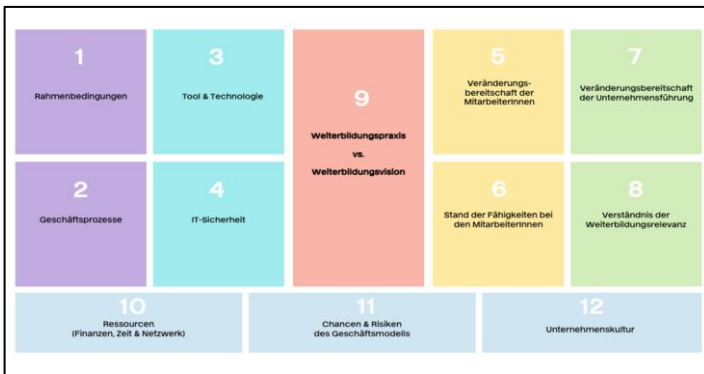 1
Rahmenbedingungen
3
Tool & Technologie
9
Weiterbildungspraxis
vs.
Weiterbildungsvision
5
Veränderungs-
bereitschaft der
MitarbeiterInnen
7
Veränderungsbereitschaft
der Unternehmensführung
2
Geschäftsprozesse
4
IT-Sicherheit
6
Stand der Fähigkeiten bei
den MitarbeiterInnen
8
Verständnis der
Weiterbildungsrelevanz
10
Ressourcen
(Finanzen, Zeit & Netzwerk)
11
Chancen & Risiken
des Geschäftsmodells
12
Unternehmenskultur